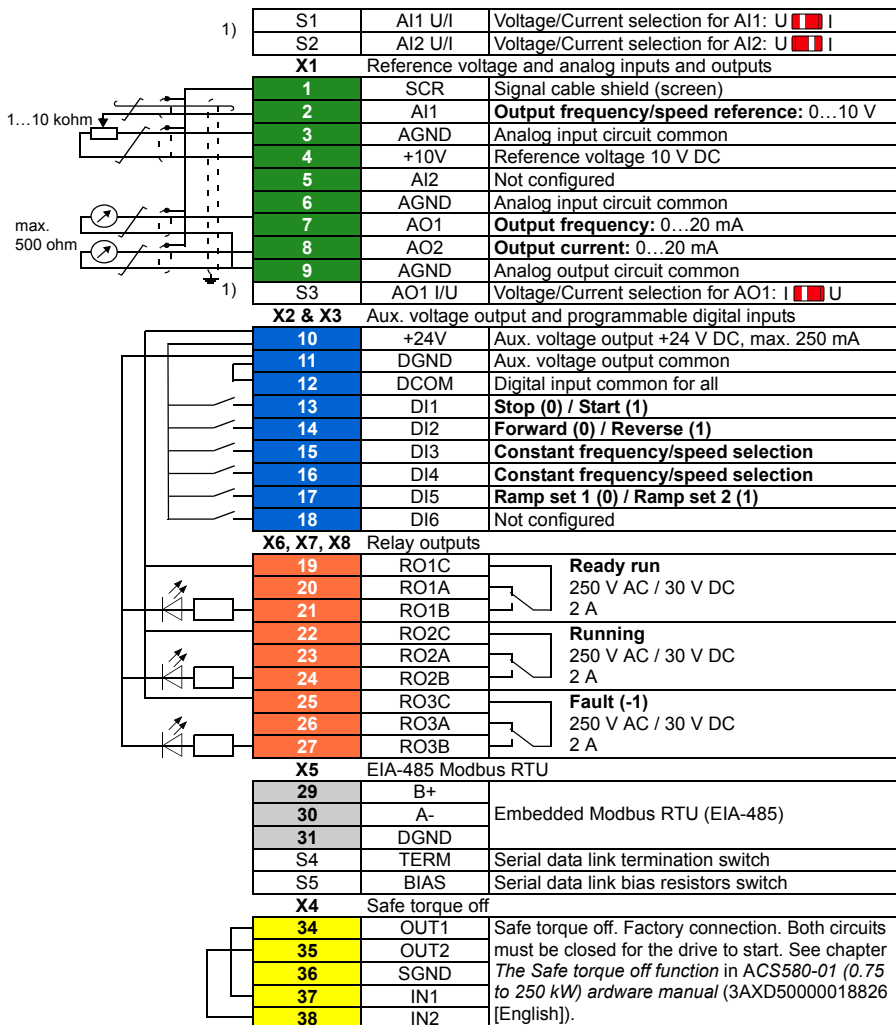 1)
S1 AI1 U/I Voltage/Current selection for AI1: U I
S2 AI2 U/I Voltage/Current selection for AI2: U I
X1 Reference voltage and analog inputs and outputs
1 SCR Signal cable shield (screen)
1…10 kohm
2 AI1 Output frequency/speed reference: 0…10 V
3 AGND Analog input circuit common
4 +10V Reference voltage 10 V DC
5 AI2 Not configured
6 AGND Analog input circuit common
max.
500 ohm
7 AO1 Output frequency: 0…20 mA
8 AO2 Output current: 0…20 mA
9 AGND Analog output circuit common
1)
S3 AO1 I/U Voltage/Current selection for AO1: I U
X2 & X3 Aux. voltage output and programmable digital inputs
10 +24V Aux. voltage output +24 V DC, max. 250 mA
11 DGND Aux. voltage output common
12 DCOM Digital input common for all
13 DI1 Stop (0) / Start (1)
14 DI2 Forward (0) / Reverse (1)
15 DI3 Constant frequency/speed selection
16 DI4 Constant frequency/speed selection
17 DI5 Ramp set 1 (0) / Ramp set 2 (1)
18 DI6 Not configured
X6, X7, X8 Relay outputs
19 RO1C Ready run
20 RO1A 250 V AC / 30 V DC
21 RO1B 2 A
22 RO2C Running
23 RO2A 250 V AC / 30 V DC
24 RO2B 2 A
25 RO3C Fault (-1)
26 RO3A 250 V AC / 30 V DC
27 RO3B 2 A
X5 EIA-485 Modbus RTU
29 B+
30 A- Embedded Modbus RTU (EIA-485)
31 DGND
S4 TERM Serial data link termination switch
S5 BIAS Serial data link bias resistors switch
X4 Safe torque off
34 OUT1 Safe torque off. Factory connection. Both circuits
35 OUT2 must be closed for the drive to start. See chapter
36 SGND The Safe torque off function in ACS580-01 (0.75
37 IN1 to 250 kW) ardware manual (3AXD50000018826
38 IN2 [English]).